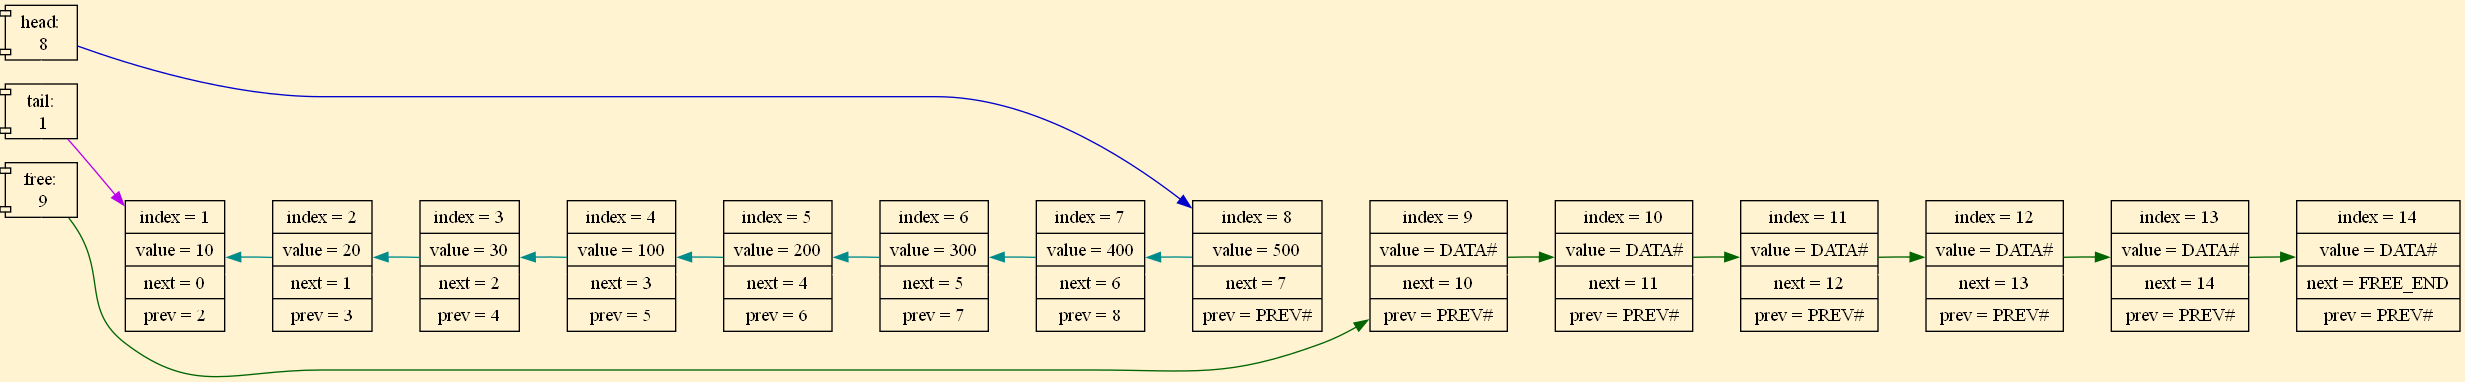 head:
8
tail:
1
free:
9
index = 1
value = 10
next = 0
prev = 2
index = 2
value = 20
next = 1
prev = 3
index = 3
value = 30
next = 2
prev = 4
index = 4
value = 100
next = 3
prev = 5
index = 5
value = 200
next = 4
prev = 6
index = 6
value = 300
next = 5
prev = 7
index = 7
value = 400
next = 6
prev = 8
index = 8
value = 500
next = 7
prev = PREV#
index = 9
value = DATA#
next = 10
prev = PREV#
index = 10
value = DATA#
next = 11
prev = PREV#
index = 11
value = DATA#
next = 12
prev = PREV#
index = 12
value = DATA#
next = 13
prev = PREV#
index = 13
value = DATA#
next = 14
prev = PREV#
index = 14
value = DATA#
next = FREE_END
prev = PREV#